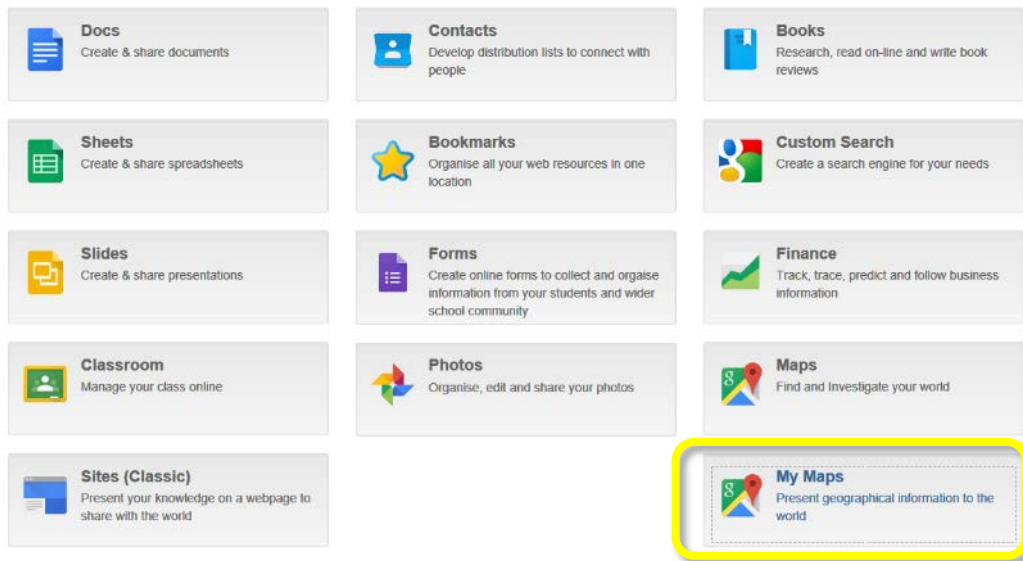 Docs
Create & share documents
Contacts
Develop distribution lists to connect with
people
Books
Research, read on-line and write book
reviews
Sheets
Create & share spreadsheets
Bookmarks
Organise all your web resources in one
location
Custom Search
Create a search engine for your needs
Slides
Create & share presentations
Forms
Create online forms to collect and orgaise
information from your students and wider
school community
Finance
Track, trace, predict and follow business
information
Classroom
Manage your class online
Photos
Organise, edit and share your photos
Maps
Find and Investigate your world
Sites (Classic)
Present your knowledge on a webpage to
share with the world
My Maps
Present geographical information to the
world